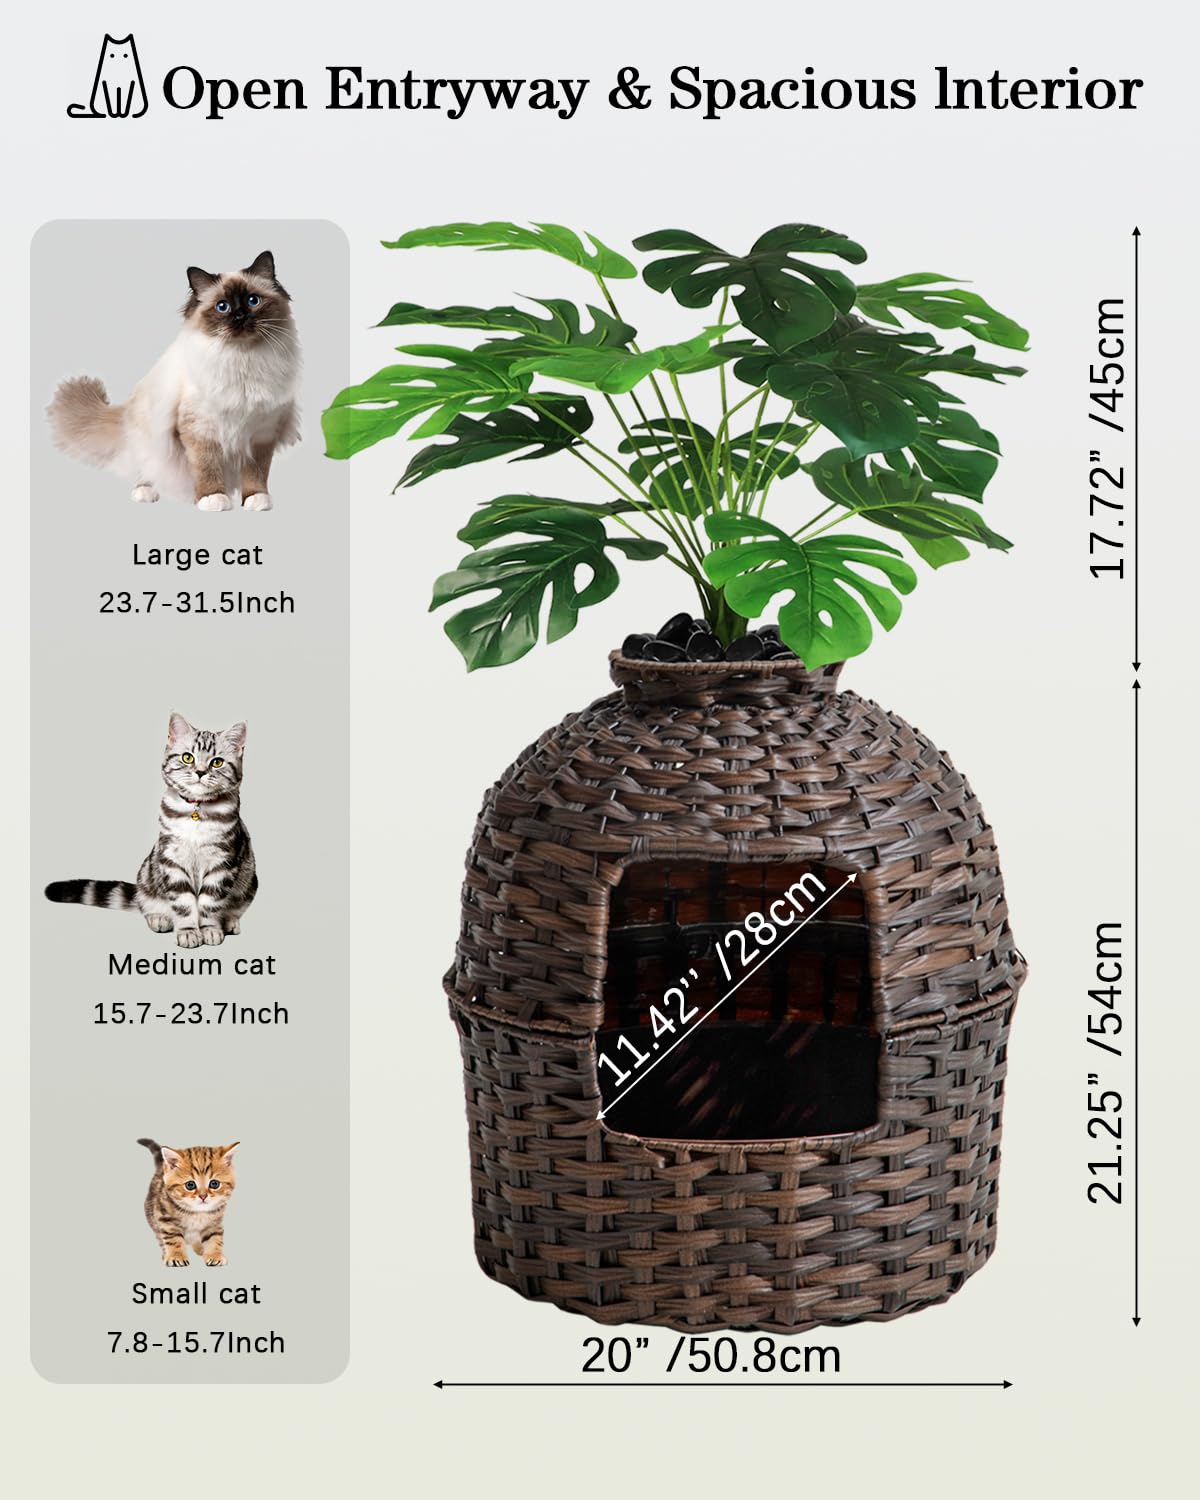 Open Entryway & Spacious Interior
Large cat
23.7-31.5Inch
Medium cat
15.7-23.7Inch
Small cat
7.8-15.7Inch
17.72” /45cm
11.42’’ /28cm
21.25” /54cm
20” /50.8cm